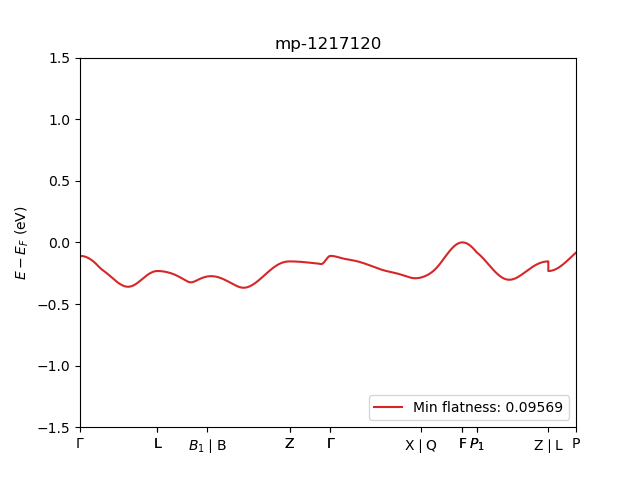 mp-1217120
E − E_F (eV)
1.5
1.0
0.5
0.0
−0.5
−1.0
−1.5
Min flatness: 0.09569
Γ L B₁ | B Z Γ X | Q F P₁ Z | L P